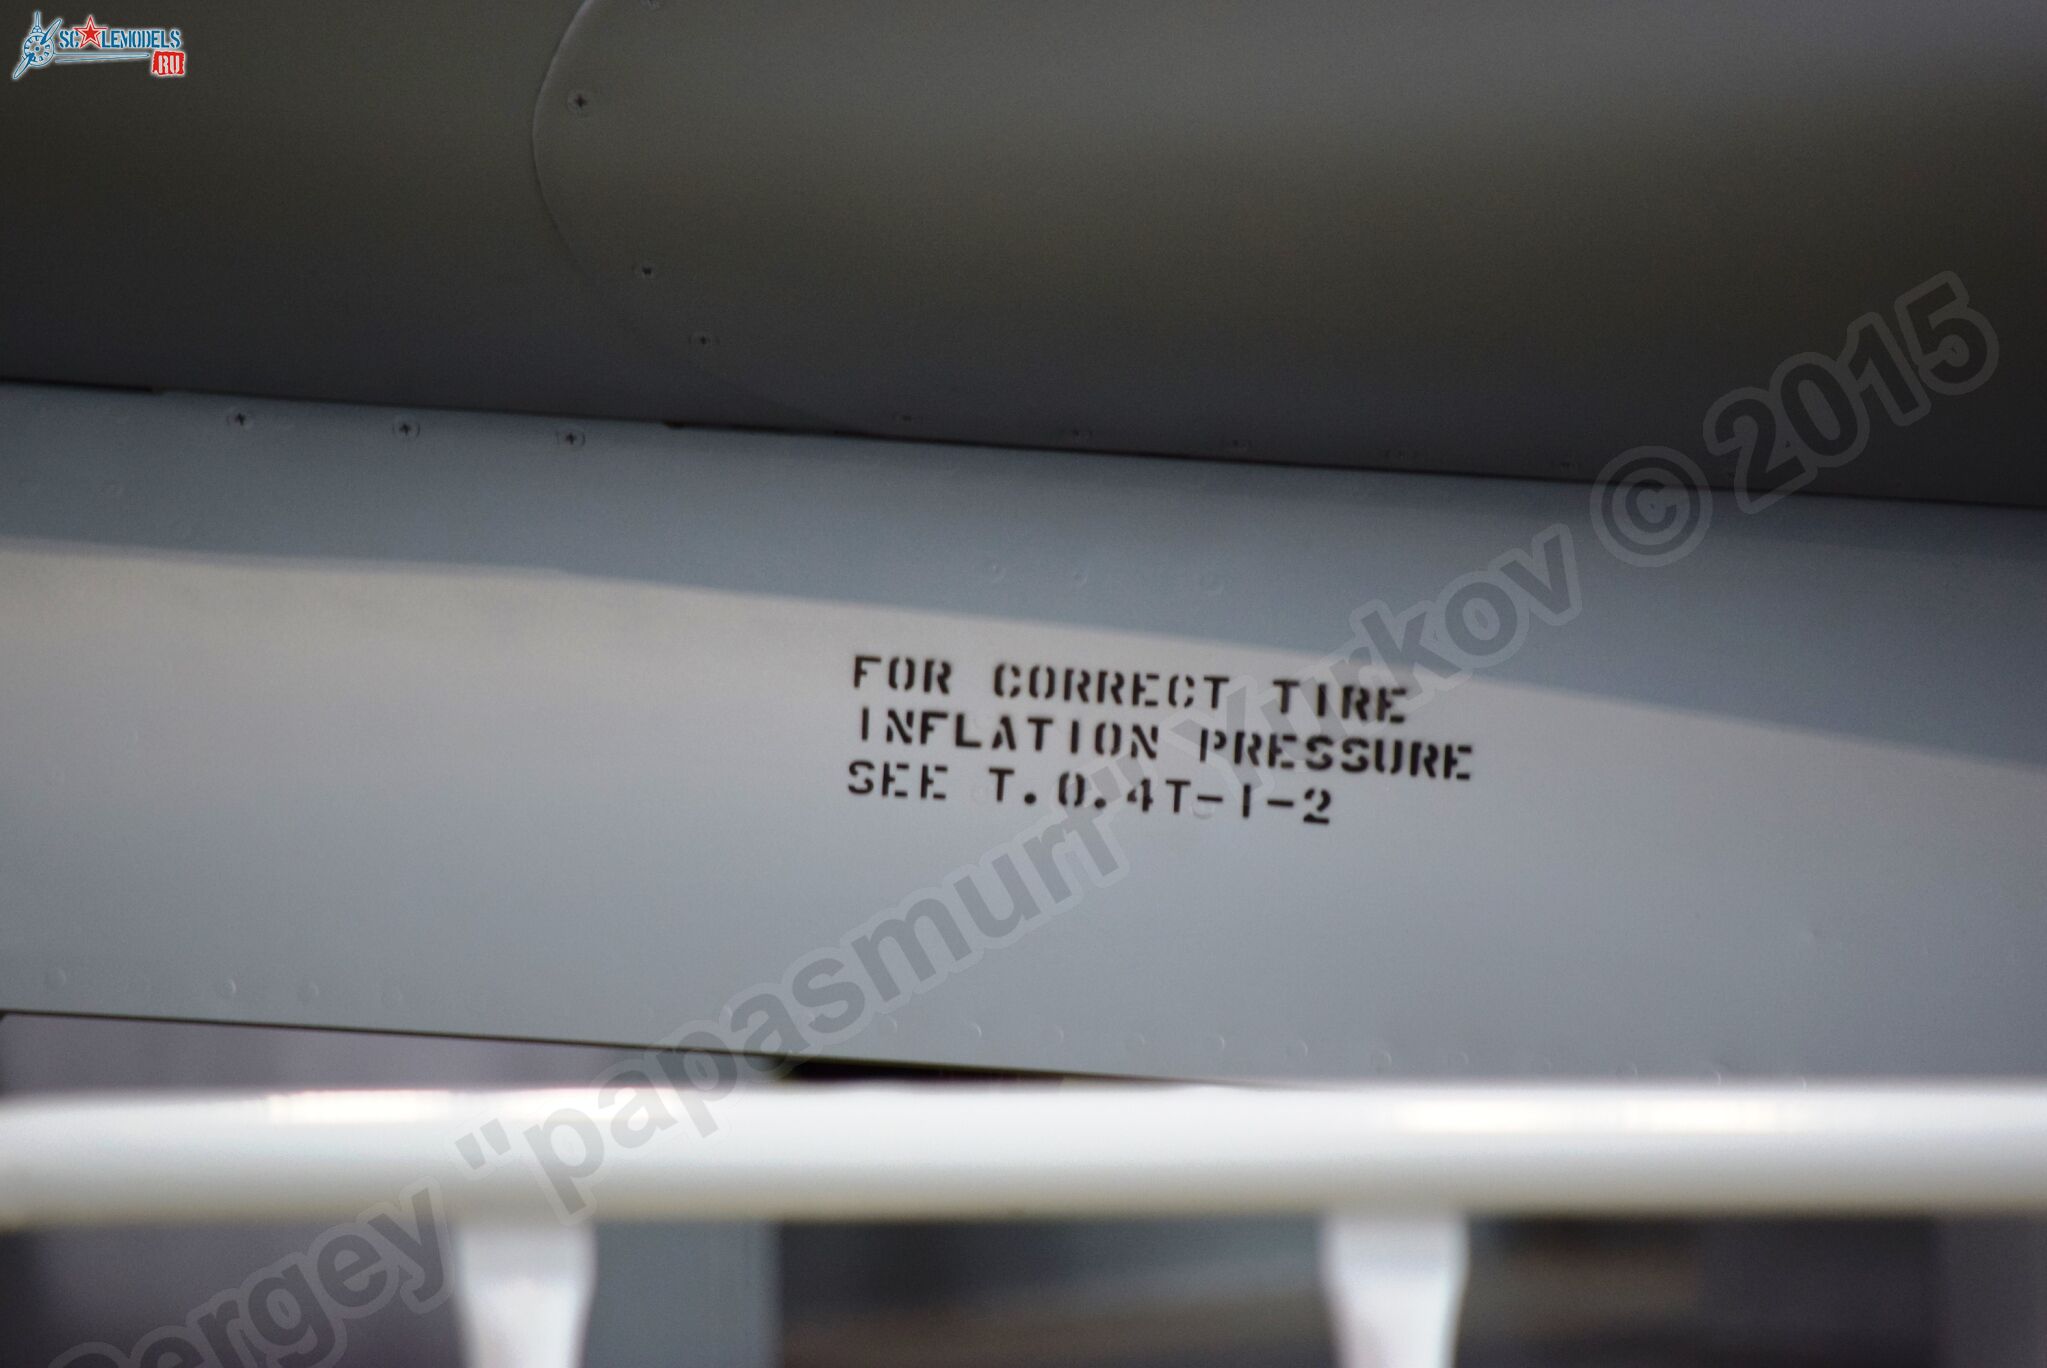 SCALEMODELS
RU
FOR CORRECT TIRE
INFLATION PRESSURE
SEE T.O.4T-1-2
Sergey "papasmurf" Yurkov © 2015